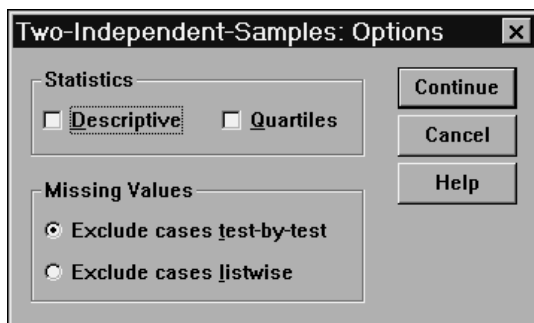 Two-Independent-Samples: Options
Statistics
Descriptive
Quartiles
Missing Values
Exclude cases test-by-test
Exclude cases listwise
Continue
Cancel
Help